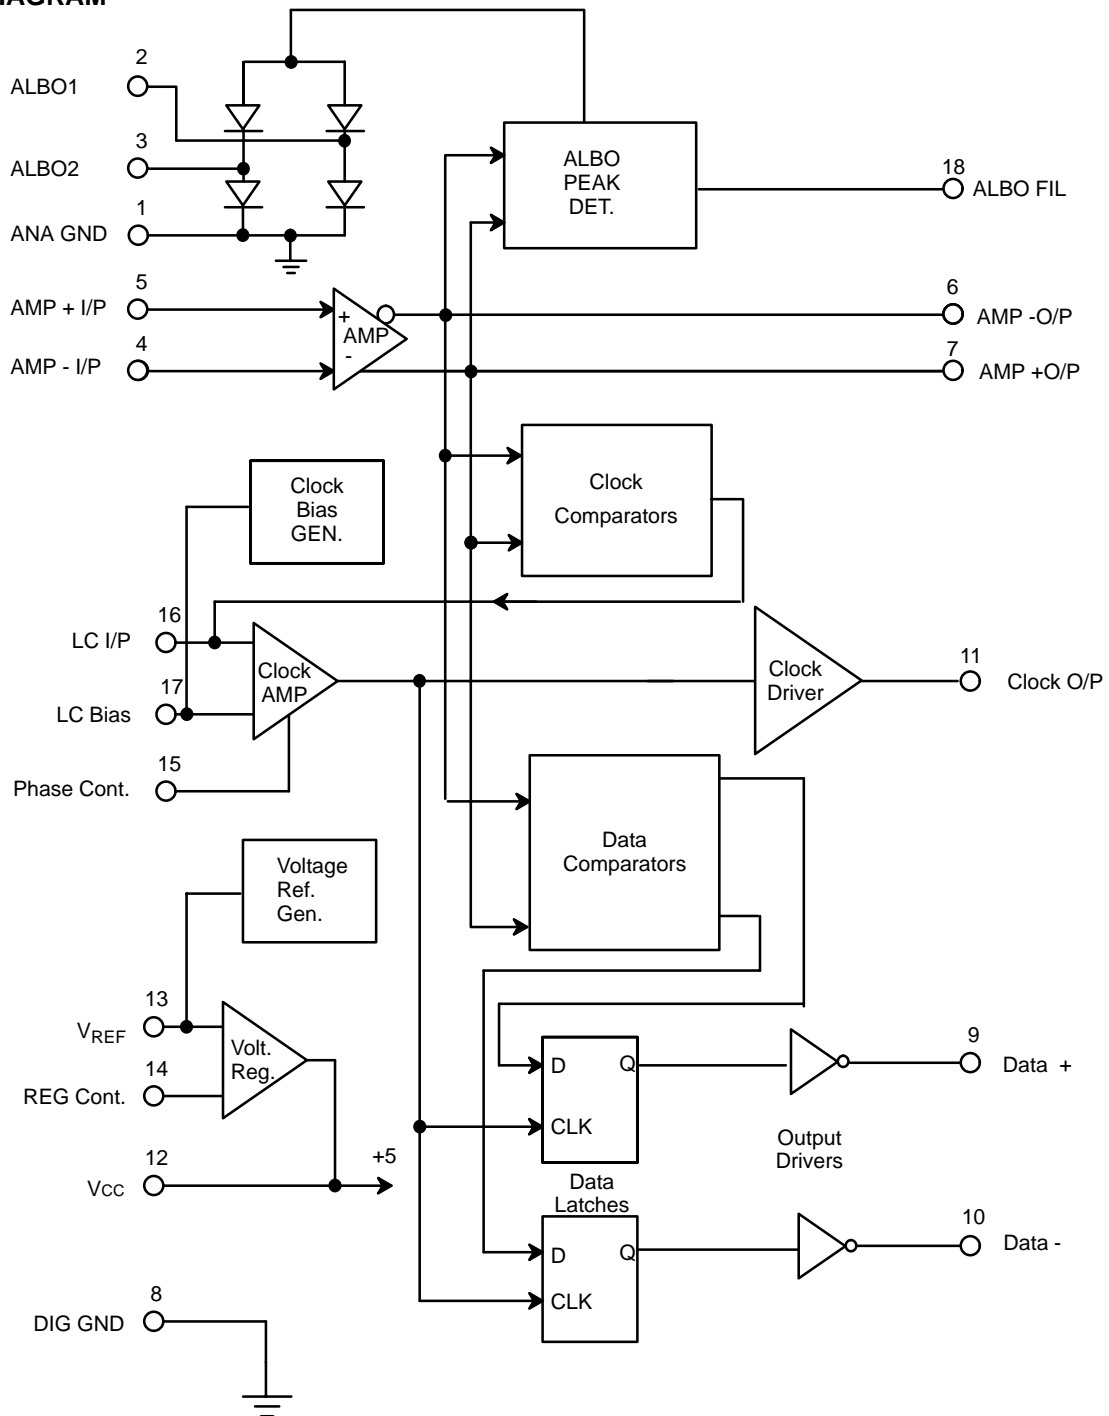 2
ALBO1
3
ALBO2
1
ANA GND
ALBO
PEAK
DET.
18
ALBO FIL
5
AMP + I/P
4
AMP - I/P
+
AMP
-
6
AMP -O/P
7
AMP +O/P
Clock
Bias
GEN.
Clock
Comparators
16
LC I/P
17
LC Bias
15
Phase Cont.
Clock
AMP
Clock
Driver
11
Clock O/P
Data
Comparators
Voltage
Ref.
Gen.
13
VREF
14
REG Cont.
Volt.
Reg.
12
VCC
+5
D
Q
CLK
9
Data +
Output
Drivers
Data
Latches
D
Q
CLK
10
Data -
8
DIG GND